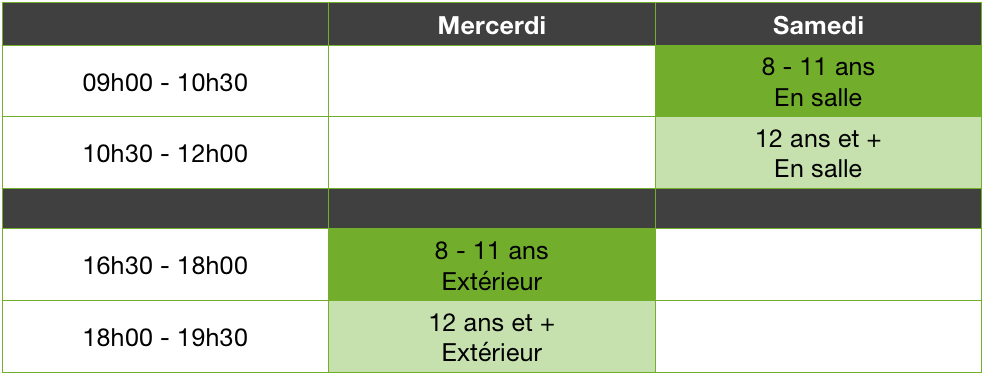 Mercerdi Samedi
09h00 - 10h30 8 - 11 ans
En salle
10h30 - 12h00 12 ans et +
En salle
16h30 - 18h00 8 - 11 ans
Extérieur
18h00 - 19h30 12 ans et +
Extérieur